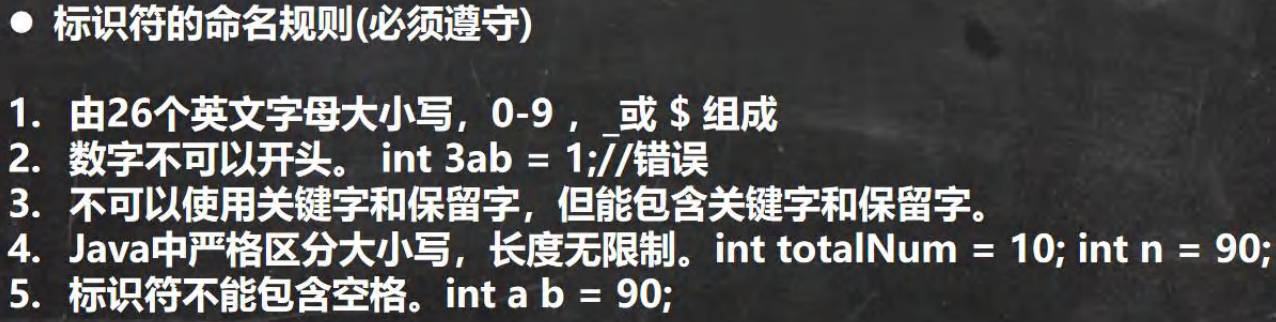 ● 标识符的命名规则(必须遵守)
1. 由26个英文字母大小写，0-9 ，_或 $ 组成
2. 数字不可以开头。 int 3ab = 1;//错误
3. 不可以使用关键字和保留字，但能包含关键字和保留字。
4. Java中严格区分大小写，长度无限制。int totalNum = 10; int n = 90;
5. 标识符不能包含空格。int a b = 90;